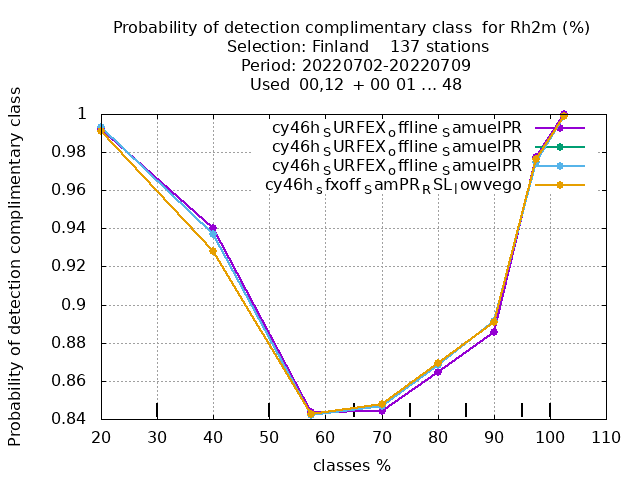 Probability of detection complimentary class  for Rh2m (%)
Selection: Finland    137 stations
Period: 20220702-20220709
Used  00,12  + 00 01 ... 48
cy46h_SURFEX_offline_SamuelPR
cy46h_SURFEX_offline_SamuelPR
cy46h_SURFEX_offline_SamuelPR
cy46h_sfxoff_SamPR_RSL_lowvego
Probability of detection complimentary class
1
0.98
0.96
0.94
0.92
0.9
0.88
0.86
0.84
20 30 40 50 60 70 80 90 100 110
classes %